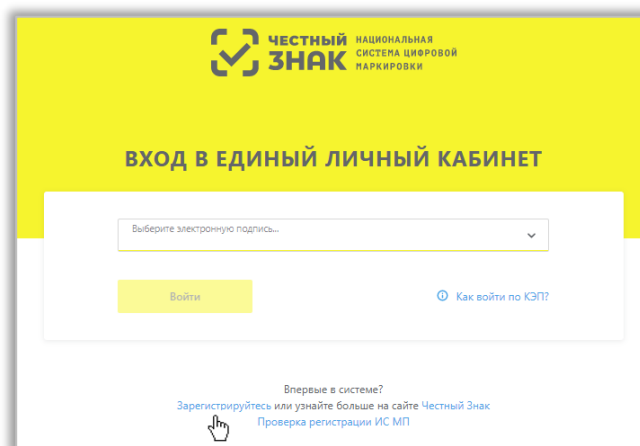 ЧЕСТНЫЙ
ЗНАК
НАЦИОНАЛЬНАЯ
СИСТЕМА ЦИФРОВОЙ
МАРКИРОВКИ
ВХОД В ЕДИНЫЙ ЛИЧНЫЙ КАБИНЕТ
Выберите электронную подпись...
Войти
Как войти по КЭП?
Впервые в системе?
Зарегистрируйтесь или узнайте больше на сайте Честный Знак
Проверка регистрации ИС МП